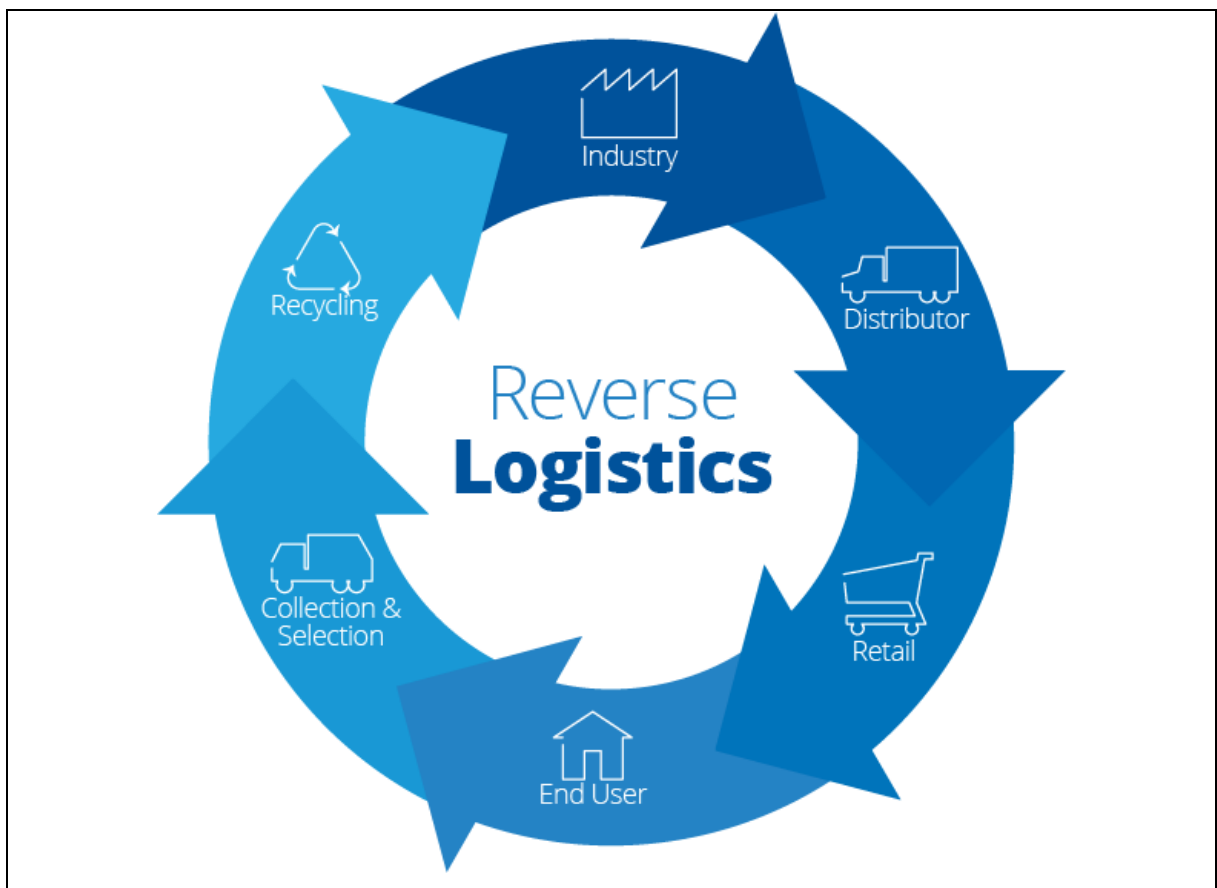 Industry
Distributor
Retail
End User
Collection &
Selection
Recycling
Reverse
Logistics